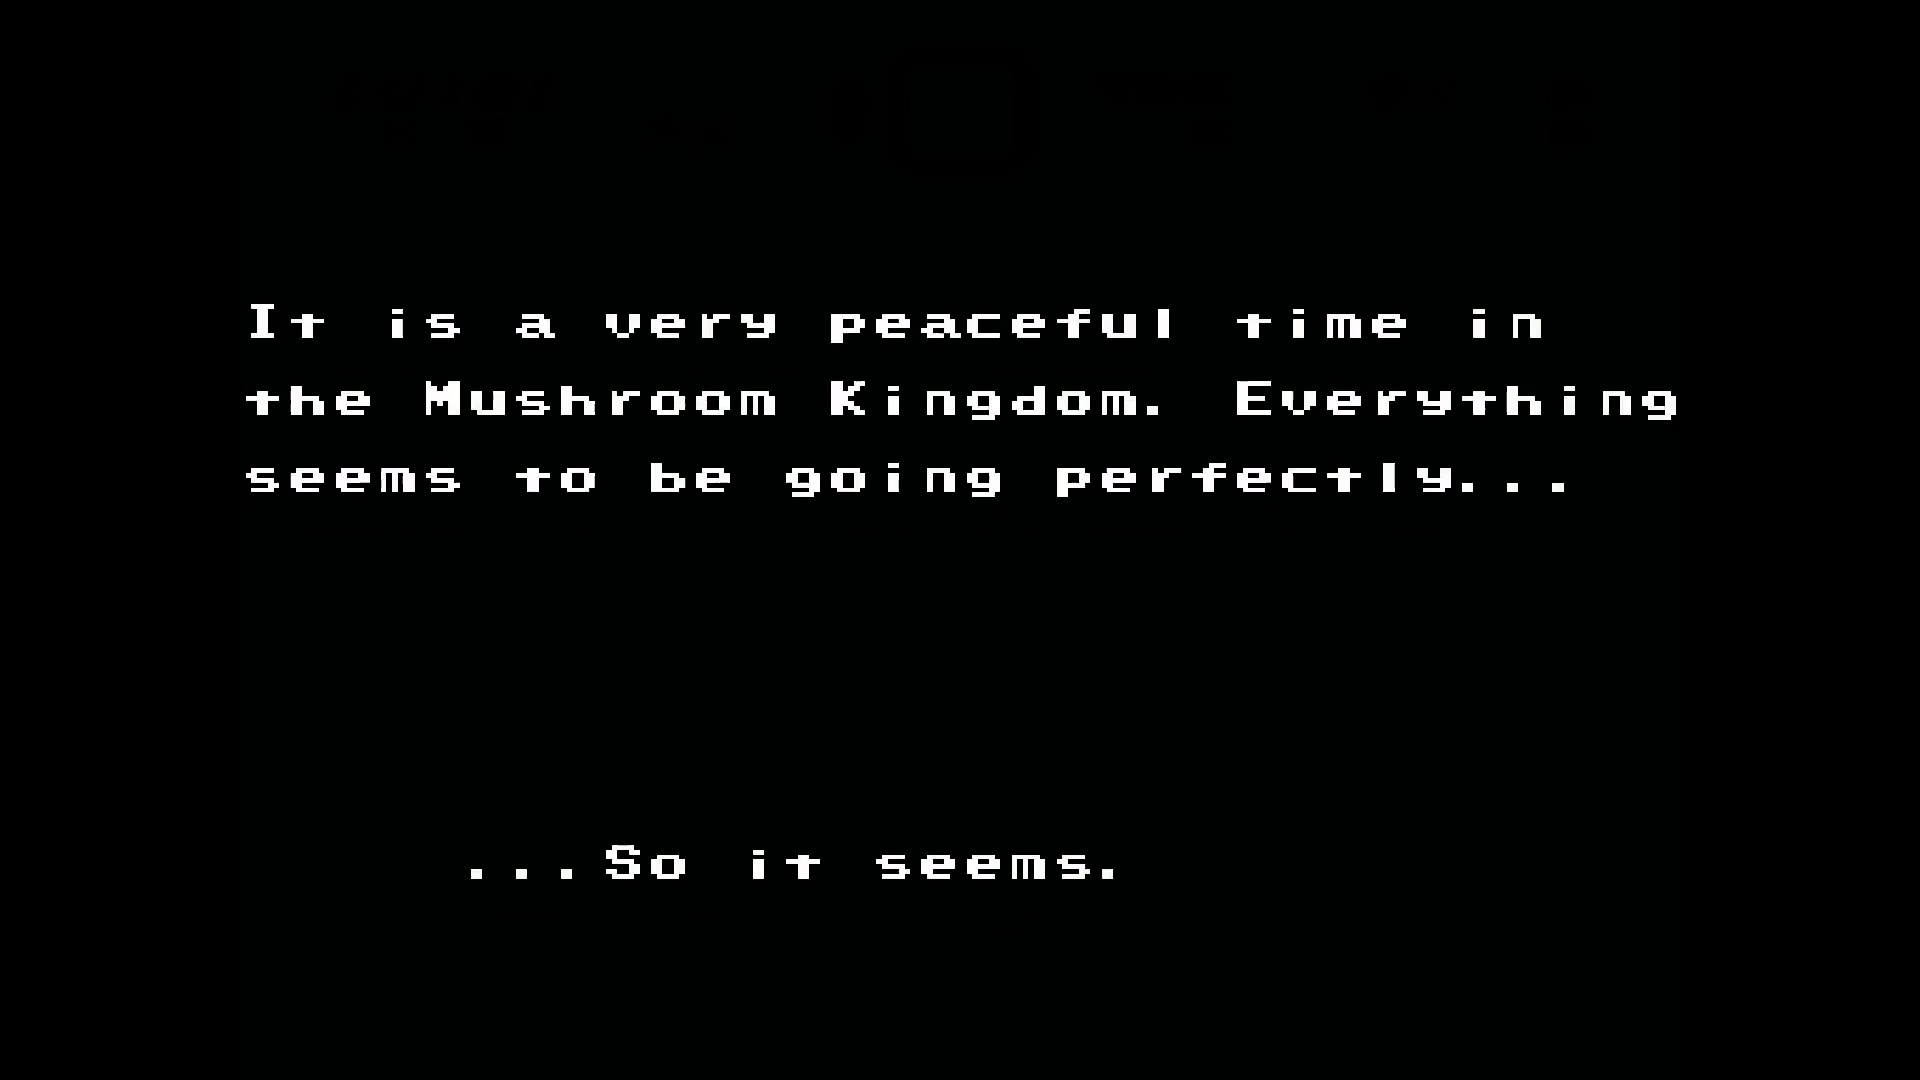 It is a very peaceful time in
the Mushroom Kingdom. Everything
seems to be going perfectly...
...So it seems.